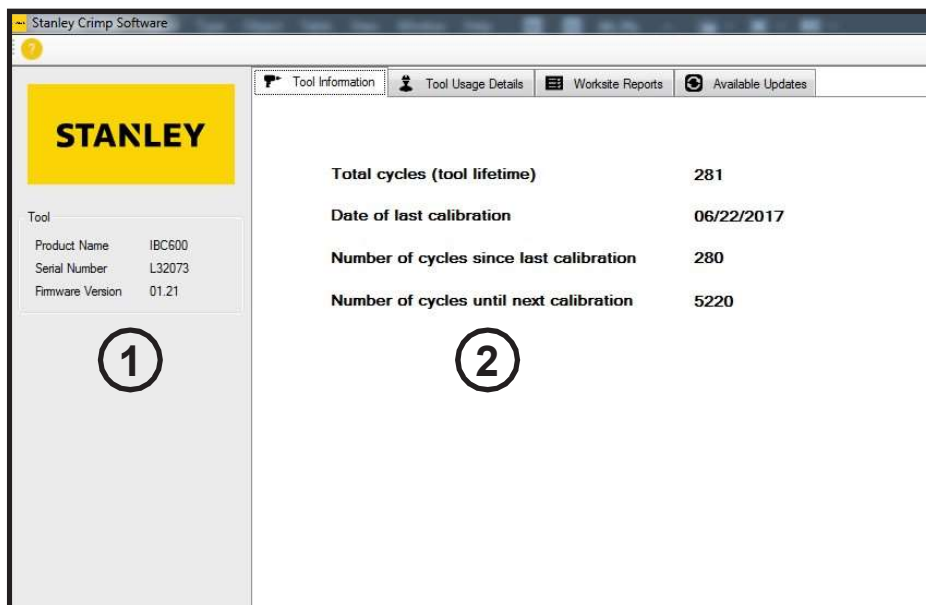 Stanley Crimp Software
?
Tool Information Tool Usage Details Worksite Reports Available Updates
STANLEY
Tool
Product Name IBC600
Serial Number L32073
Firmware Version 01.21
1
Total cycles (tool lifetime) 281
Date of last calibration 06/22/2017
Number of cycles since last calibration 280
Number of cycles until next calibration 5220
2